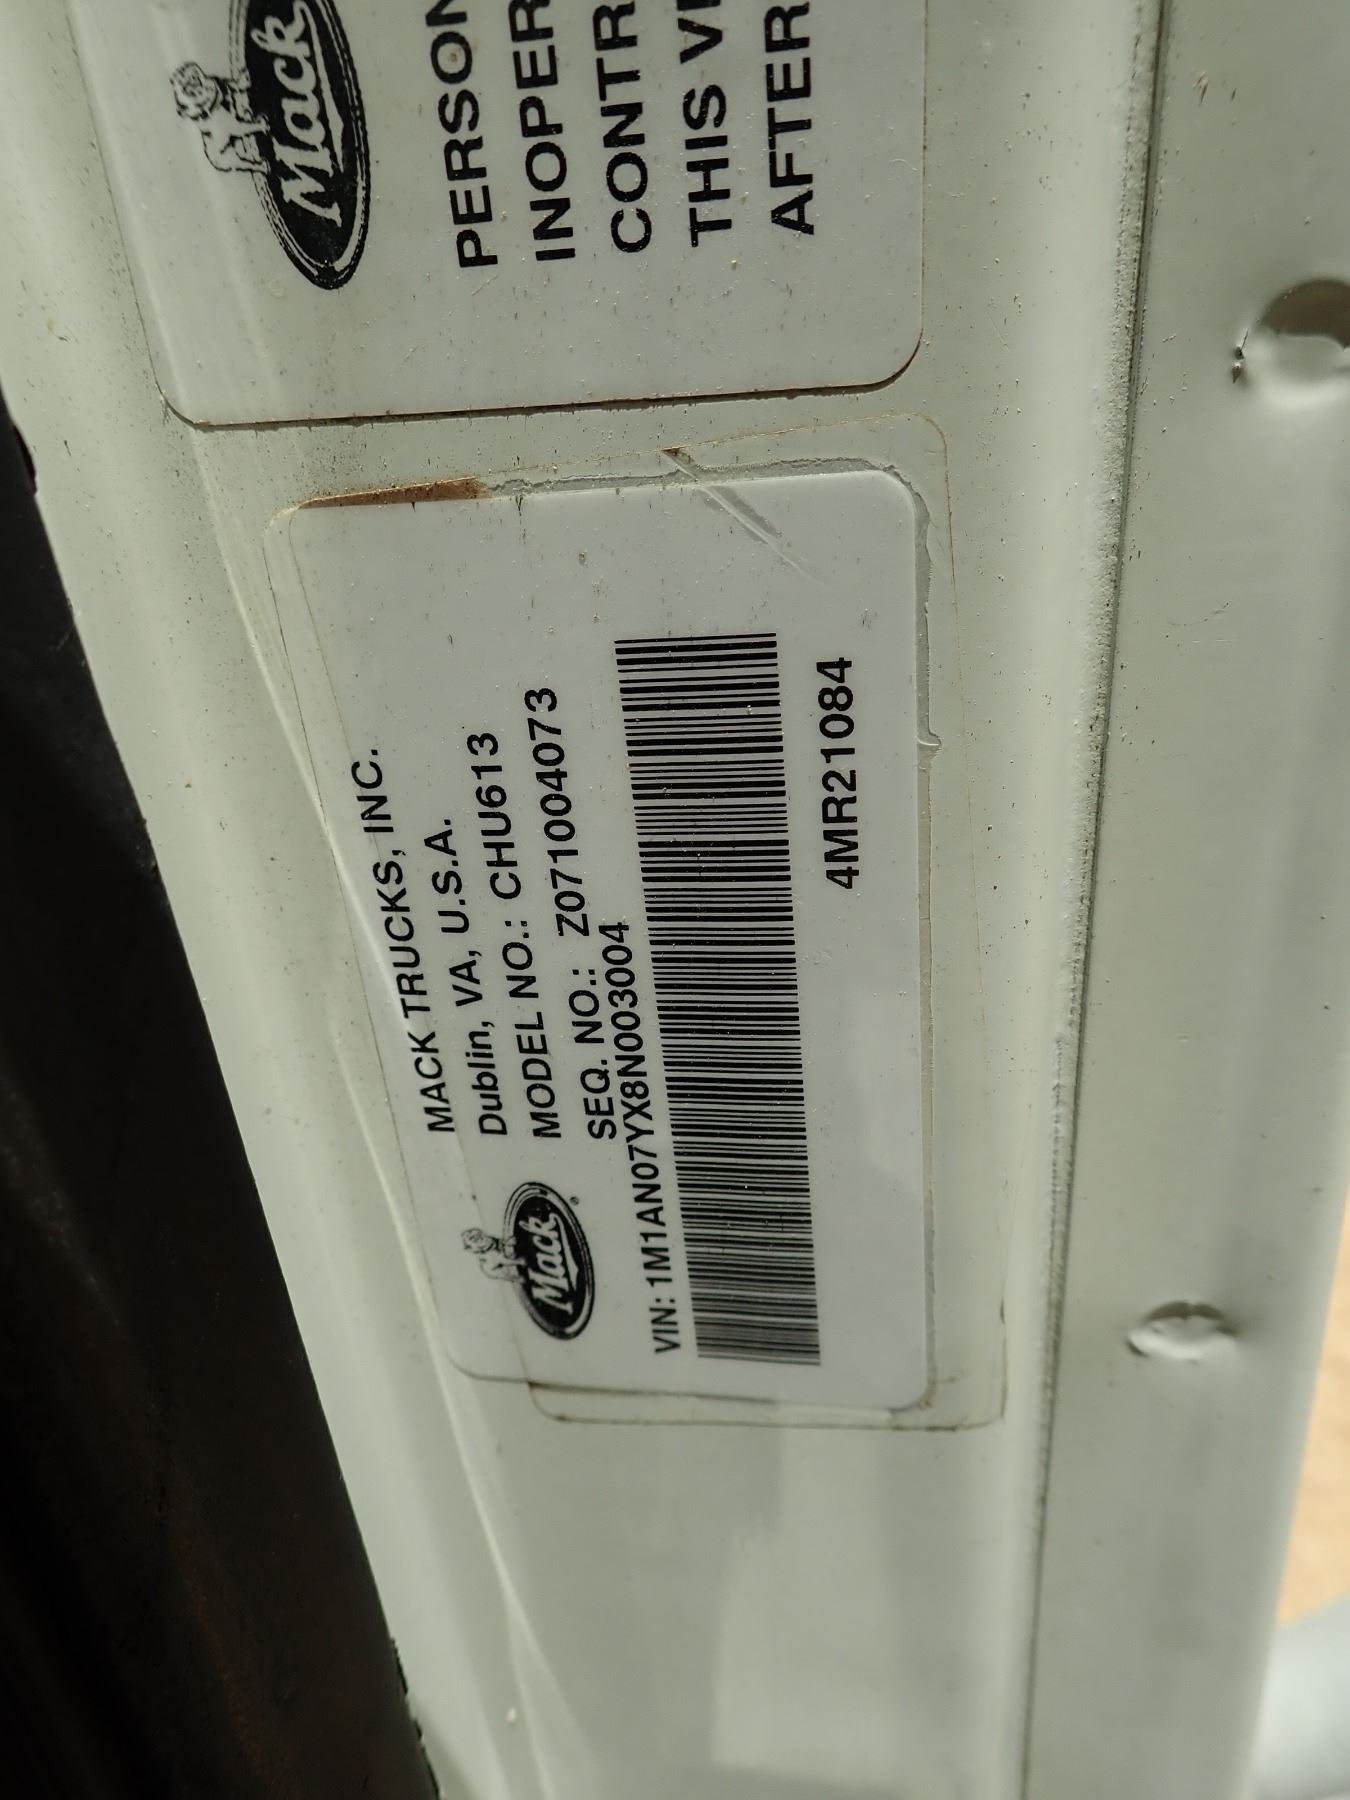 Mack
PERSON
INOPER
CONTR
THIS
AFTER
MACK TRUCKS, INC.
Dublin, VA, U.S.A.
MODEL NO.: CHU613
SEQ. NO.: Z071004073
Mack
VIN: 1M1AN07YX8N003004
4MR21084